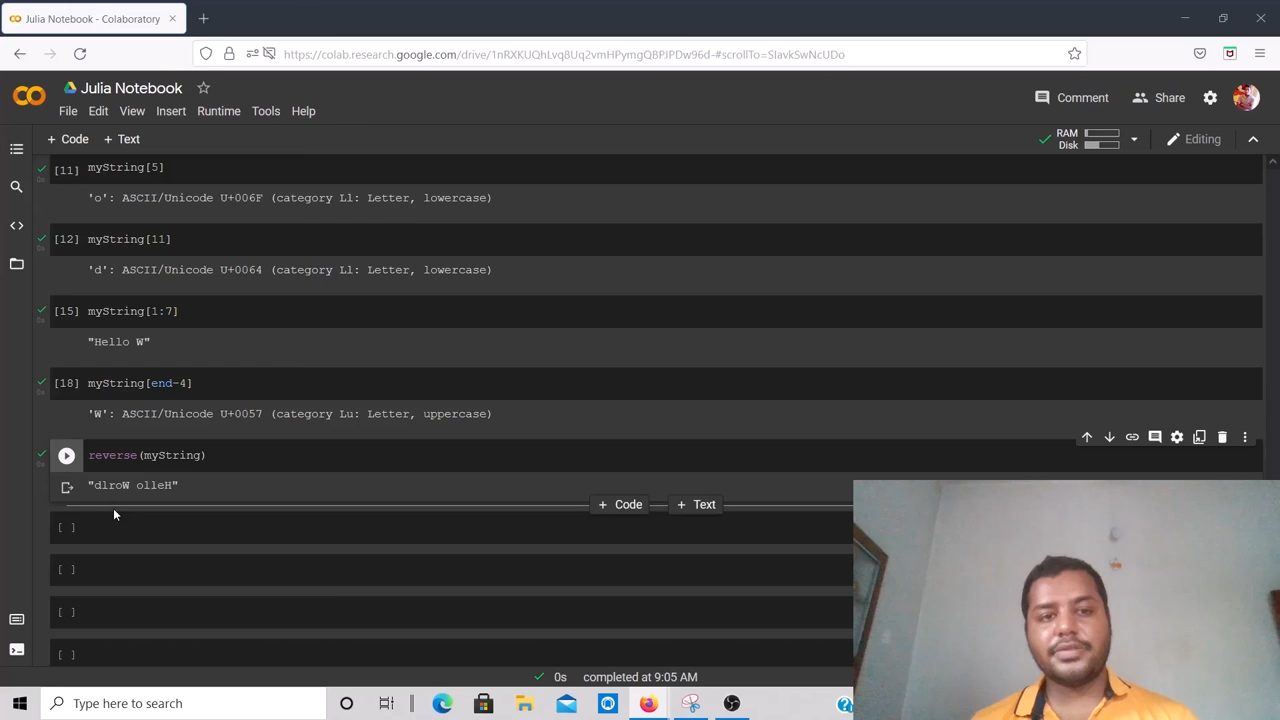 Julia Notebook - Colaboratory
https://colab.research.google.com/drive/1nRXKUQhLvq8Uq2vmHPymgQBPJPDw96d-#scrollTo=SIavkSwNcUDo
Julia Notebook
File Edit View Insert Runtime Tools Help
Comment Share
+ Code + Text
RAM
Disk
Editing
[11] myString[5]
'o': ASCII/Unicode U+006F (category Ll: Letter, lowercase)
[12] myString[11]
'd': ASCII/Unicode U+0064 (category Ll: Letter, lowercase)
[15] myString[1:7]
"Hello W"
[18] myString[end-4]
'W': ASCII/Unicode U+0057 (category Lu: Letter, uppercase)
reverse(myString)
"dlroW olleH"
+ Code + Text
[ ]
[ ]
[ ]
[ ]
0s completed at 9:05 AM
Type here to search